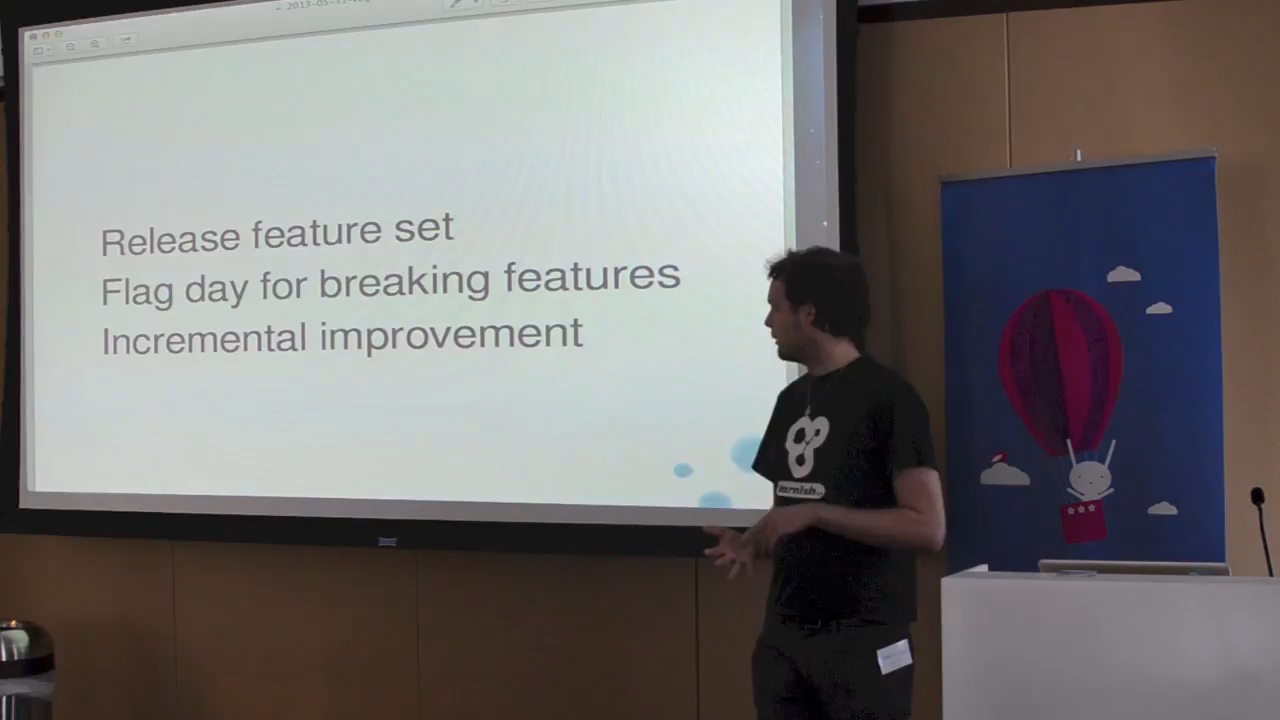 Release feature set
Flag day for breaking features
Incremental improvement